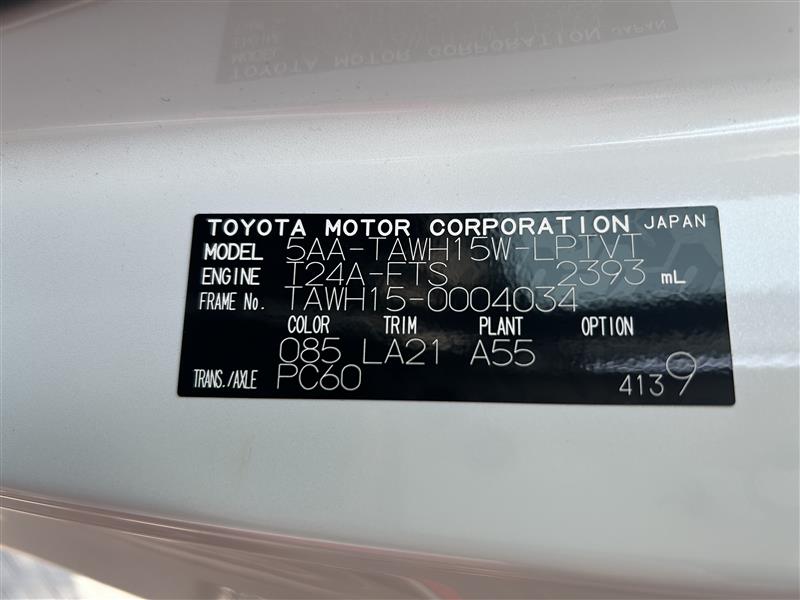 TOYOTA MOTOR CORPORATION JAPAN
MODEL 5AA-TAWH15W-LPTVT
ENGINE T24A-FTS 2393 mL
FRAME No. TAWH15-0004034
COLOR TRIM PLANT OPTION
085 LA21 A55
TRANS./AXLE PC60
4139